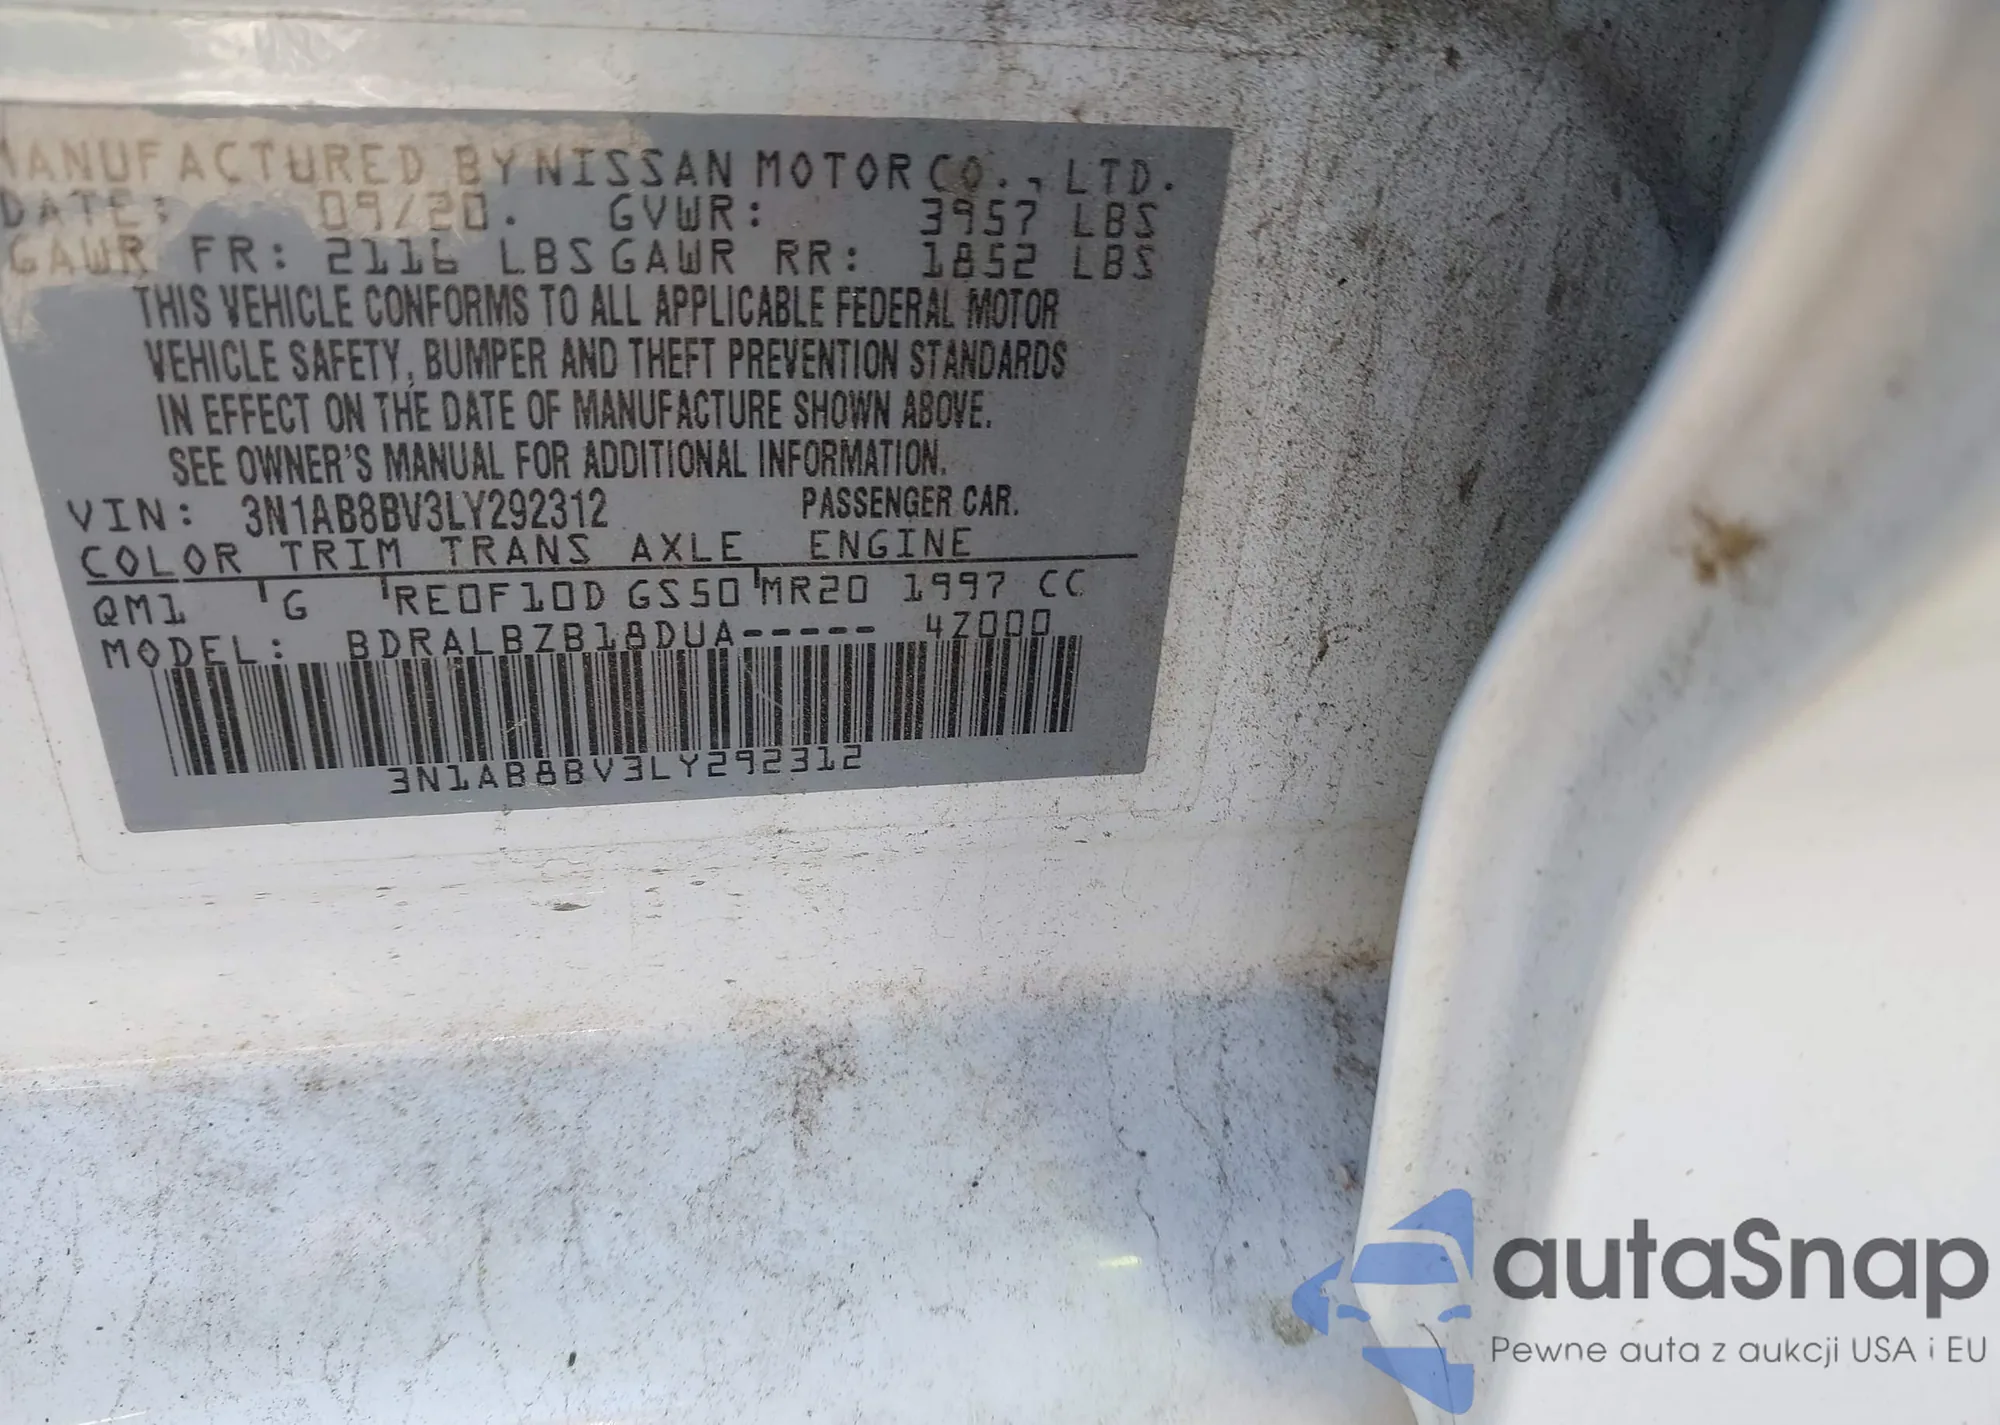 MANUFACTURED BY NISSAN MOTOR CO., LTD.
DATE: 09/20. GVWR: 3957 LBS
GAWR FR: 2116 LBS GAWR RR: 1852 LBS
THIS VEHICLE CONFORMS TO ALL APPLICABLE FEDERAL MOTOR
VEHICLE SAFETY, BUMPER AND THEFT PREVENTION STANDARDS
IN EFFECT ON THE DATE OF MANUFACTURE SHOWN ABOVE.
SEE OWNER'S MANUAL FOR ADDITIONAL INFORMATION.
VIN: 3N1AB8BV3LY292312 PASSENGER CAR.
COLOR TRIM TRANS AXLE ENGINE
QM1 G RE0F10D GS50 MR20 1997 CC
MODEL: BDRALBZB18DUA----- 4Z000
3N1AB8BV3LY292312
autaSnap
Pewne auta z aukcji USA i EU